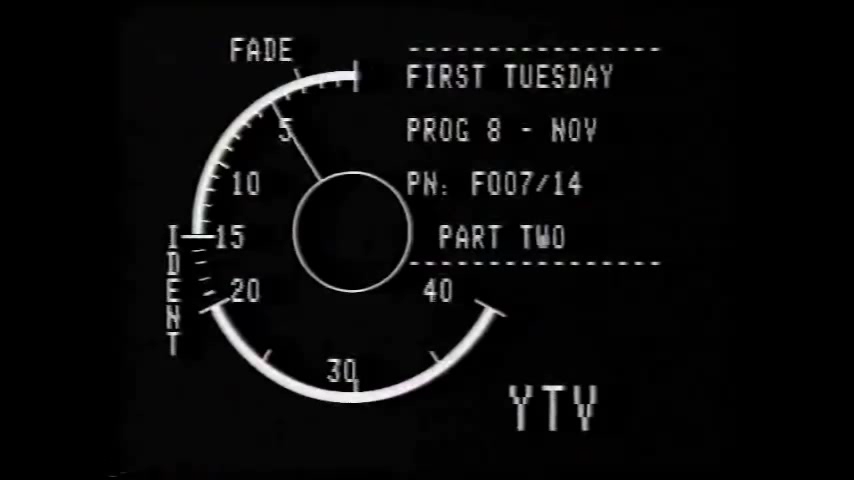 FADE
FIRST TUESDAY
PROG 8 - NOV
PN: F007/14
PART TWO
5
10
15
20
30
40
IDENT
YTV